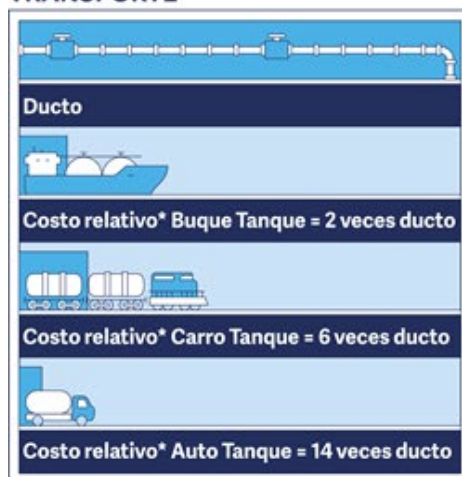 TRANSPORTE
Ducto
Costo relativo* Buque Tanque = 2 veces ducto
Costo relativo* Carro Tanque = 6 veces ducto
Costo relativo* Auto Tanque = 14 veces ducto